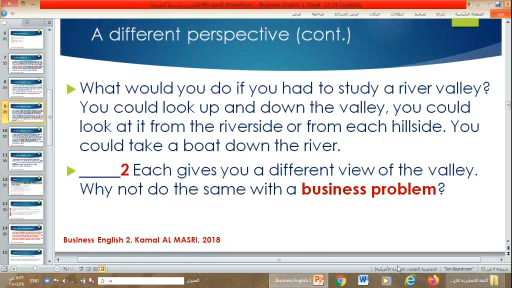 A different perspective (cont.)
What would you do if you had to study a river valley?
You could look up and down the valley, you could
look at it from the riverside or from each hillside. You
could take a boat down the river.
_____2 Each gives you a different view of the valley.
Why not do the same with a business problem?
Business English 2, Kamal AL MASRI, 2018